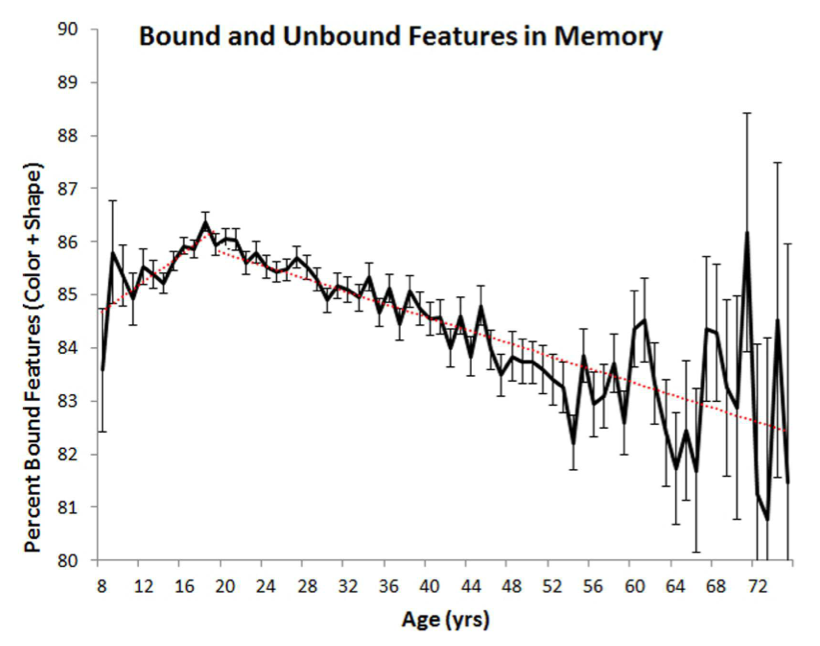 Bound and Unbound Features in Memory
Percent Bound Features (Color + Shape)
90
89
88
87
86
85
84
83
82
81
80
8 12 16 20 24 28 32 36 40 44 48 52 56 60 64 68 72
Age (yrs)